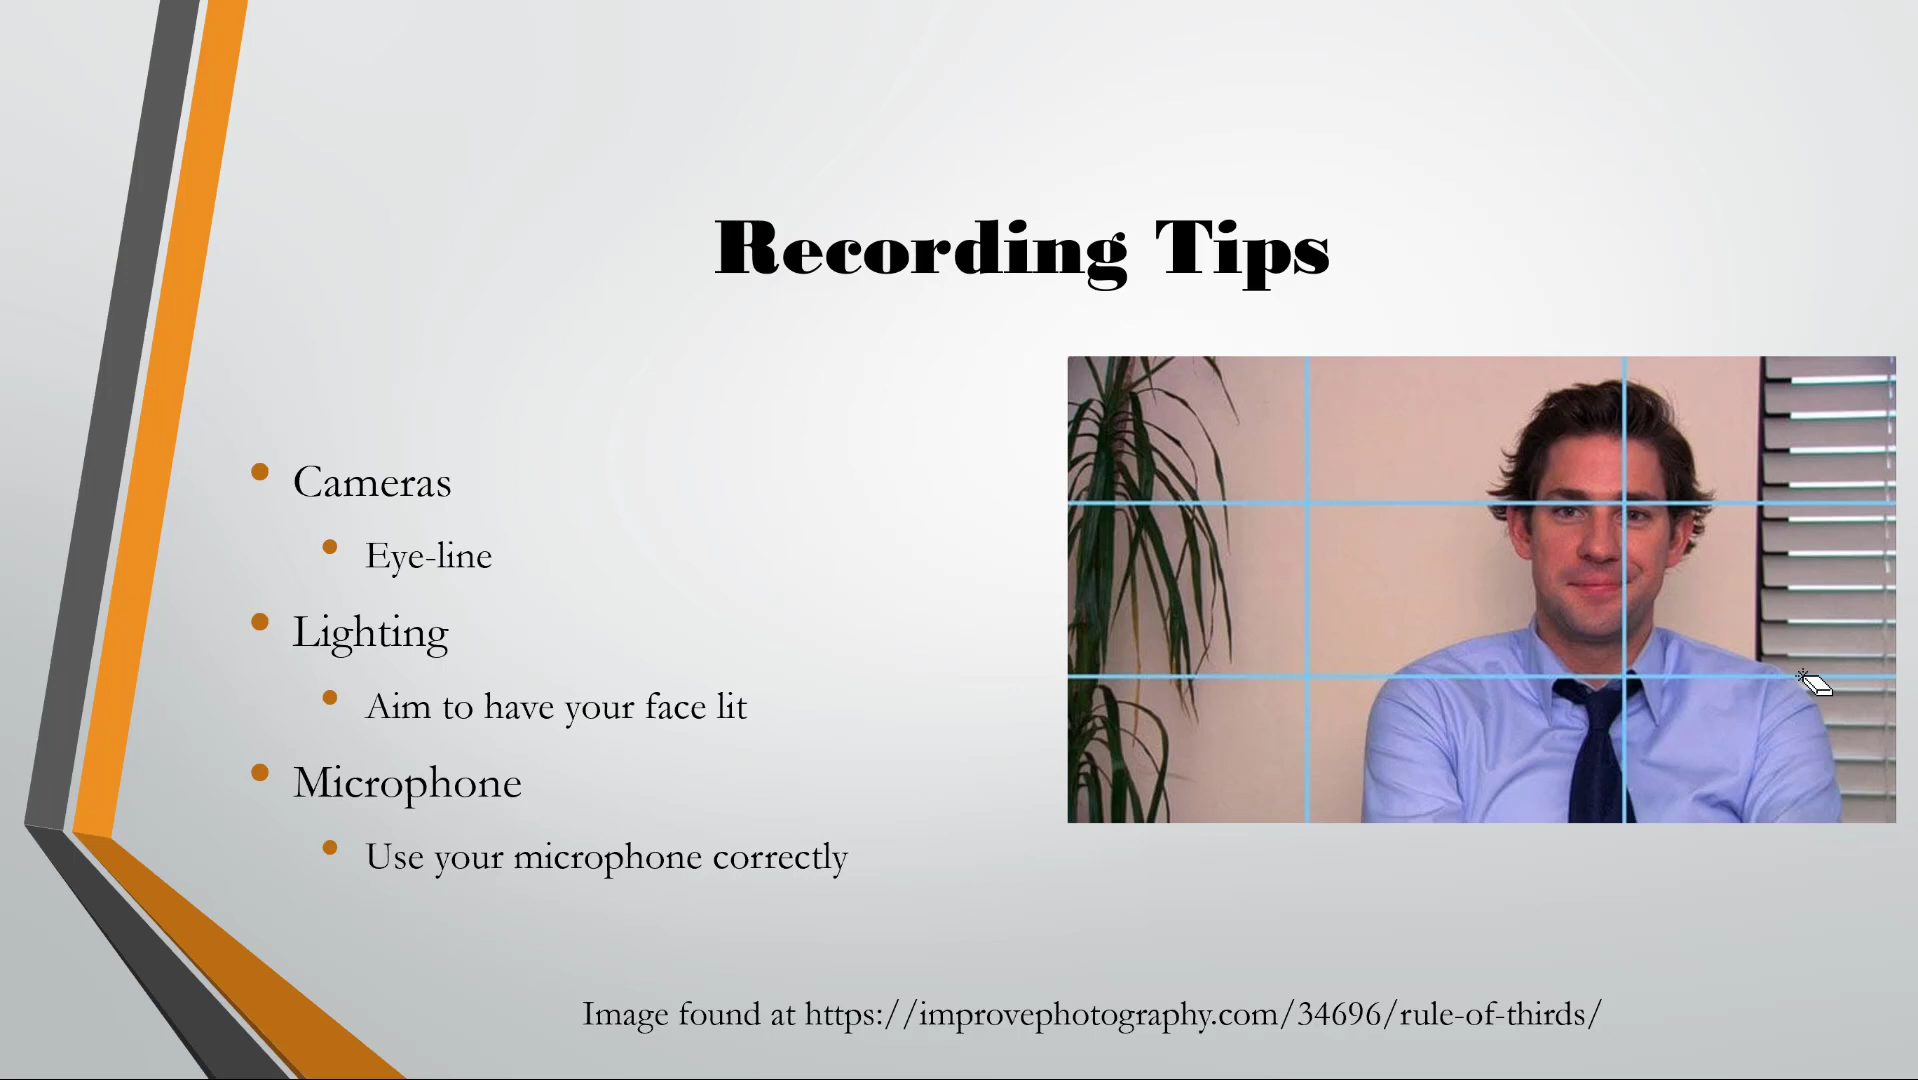 Recording Tips
Cameras
Eye-line
Lighting
Aim to have your face lit
Microphone
Use your microphone correctly
Image found at https://improvephotography.com/34696/rule-of-thirds/